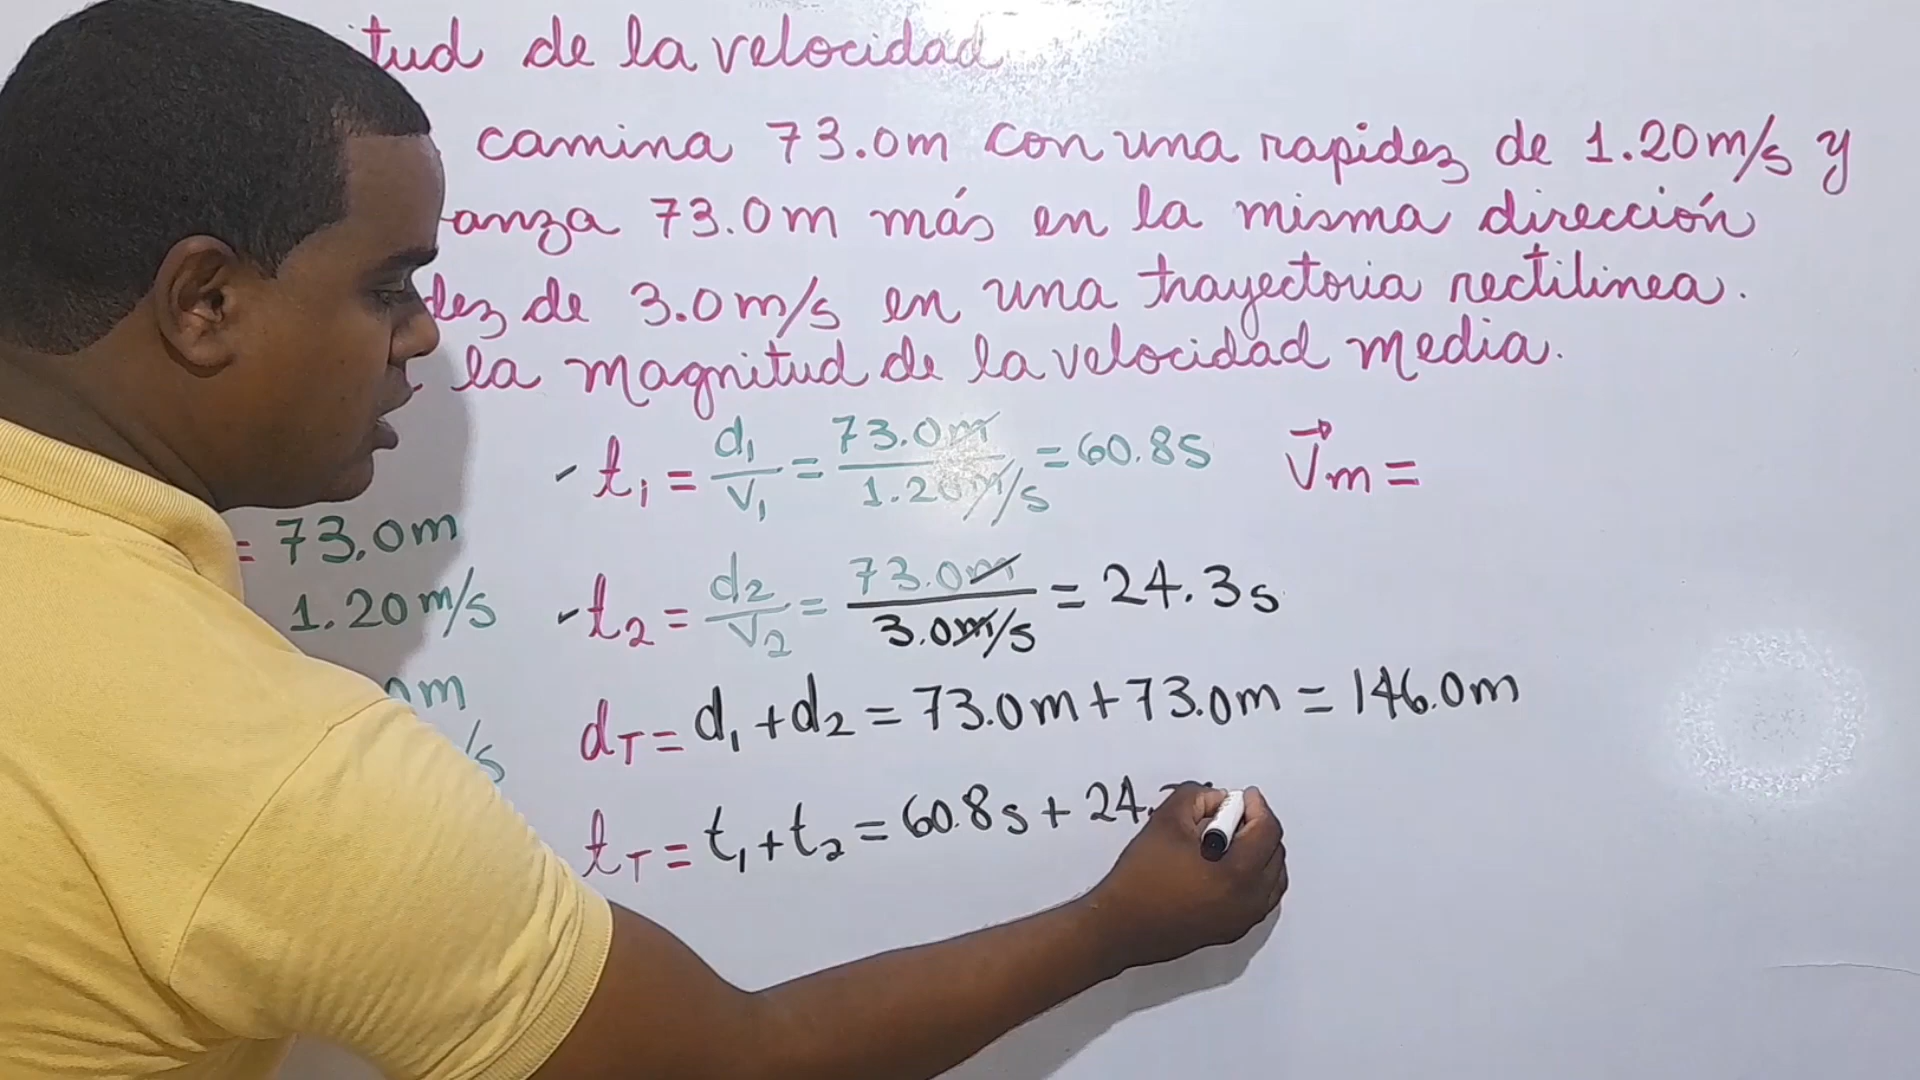 tud de la velocidad
camina 73.0m con una rapidez de 1.20m/s y
anza 73.0m más en la misma dirección
dez de 3.0m/s en una trayectoria rectilinea.
la magnitud de la velocidad media.
t₁ = d₁/V₁ = 73.0m/1.20m/s = 60.8s
V⃗m =
= 73.0m
1.20m/s
t₂ = d₂/V₂ = 73.0m/3.0m/s = 24.3s
0m
/s
dT = d₁ + d₂ = 73.0m + 73.0m = 146.0m
tT = t₁ + t₂ = 60.8s + 24.